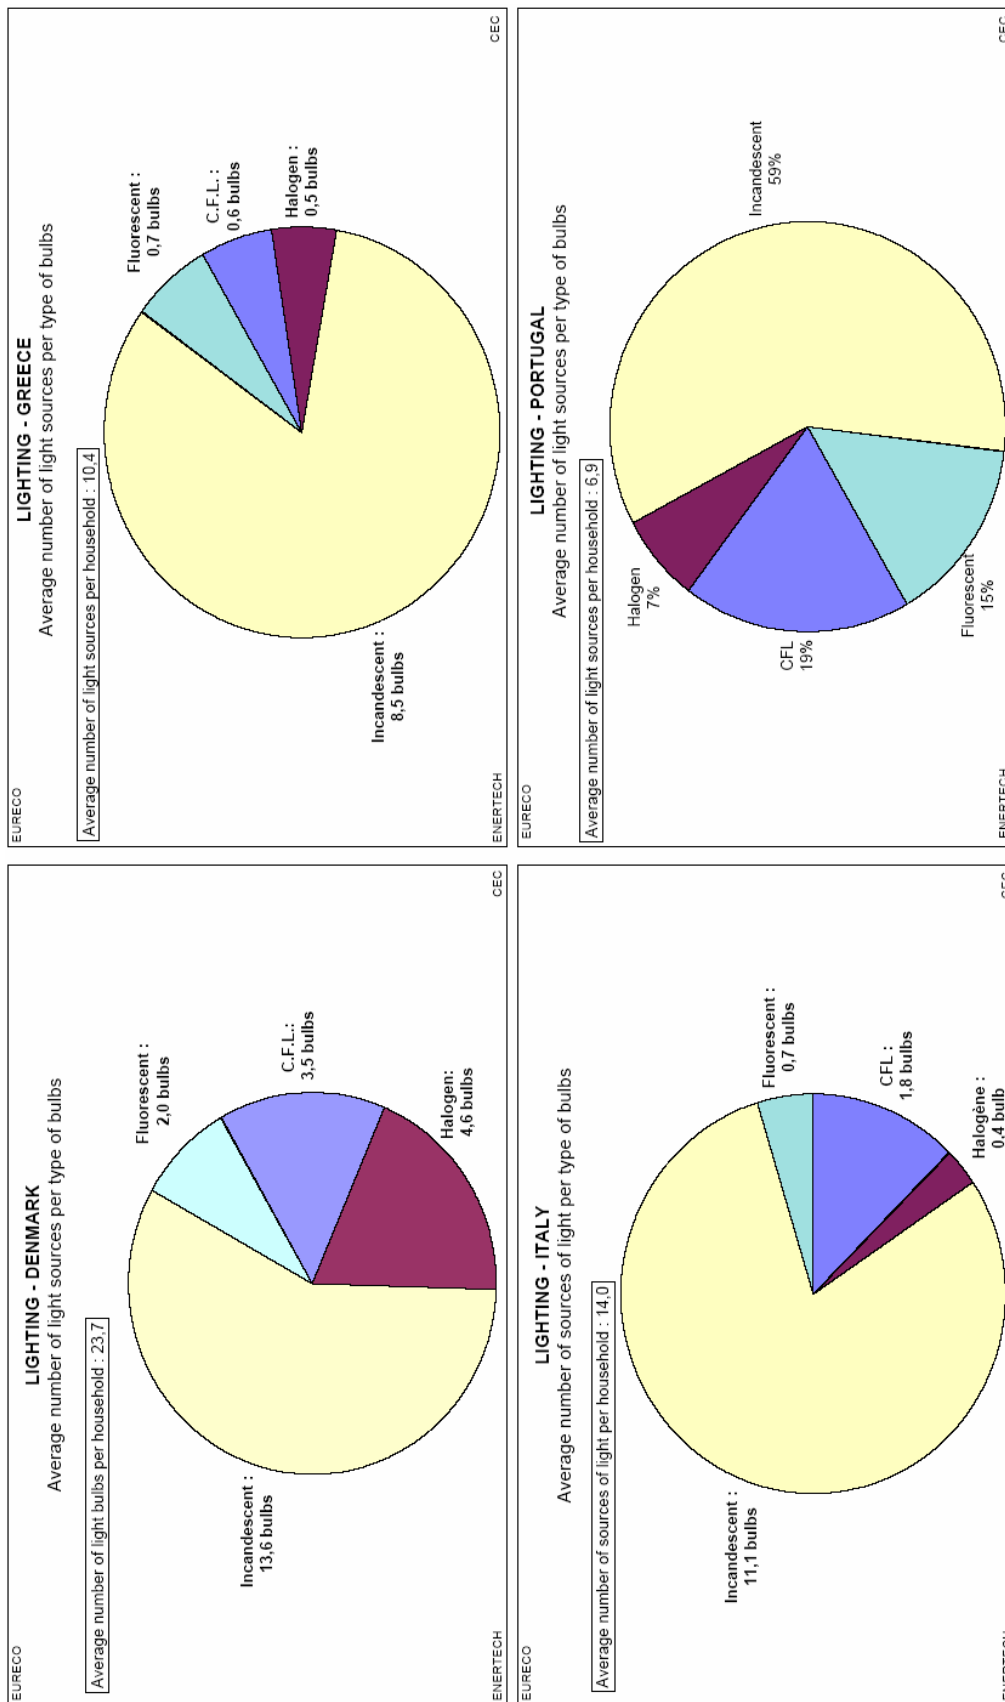 EURECO
LIGHTING - DENMARK
Average number of light sources per type of bulbs
Average number of light bulbs per household : 23,7
Fluorescent :
2,0 bulbs
C.F.L.:
3,5 bulbs
Halogen:
4,6 bulbs
Incandescent :
13,6 bulbs
ENERTECH
CEC
EURECO
LIGHTING - GREECE
Average number of light sources per type of bulbs
Average number of light sources per household : 10,4
Fluorescent :
0,7 bulbs
C.F.L. :
0,6 bulbs
Halogen :
0,5 bulbs
Incandescent :
8,5 bulbs
ENERTECH
CEC
EURECO
LIGHTING - ITALY
Average number of sources of light per type of bulbs
Average number of sources of light per household : 14,0
Fluorescent :
0,7 bulbs
CFL :
1,8 bulbs
Halogène :
0,4 bulb
Incandescent :
11,1 bulbs
ENERTECH
CEC
EURECO
LIGHTING - PORTUGAL
Average number of light sources per type of bulbs
Average number of light sources per household : 6,9
Halogen
7%
Incandescent
59%
CFL
19%
Fluorescent
15%
ENERTECH
CEC